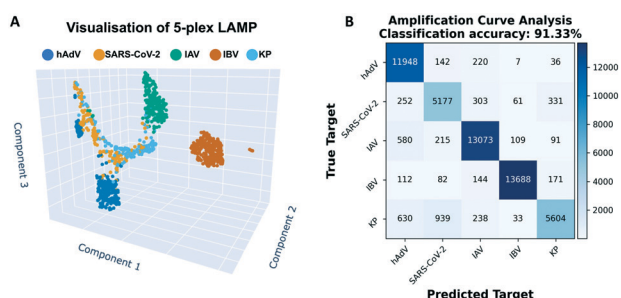 A
Visualisation of 5-plex LAMP
hAdV SARS-CoV-2 IAV IBV KP
Component 3
Component 1
Component 2
B
Amplification Curve Analysis
Classification accuracy: 91.33%
True Target
hAdV 11948 142 220 7 36
SARS-CoV-2 252 5177 303 61 331
IAV 580 215 13073 109 91
IBV 112 82 144 13688 171
KP 630 939 238 33 5604
hAdV SARS-CoV-2 IAV IBV KP
Predicted Target
12000
10000
8000
6000
4000
2000